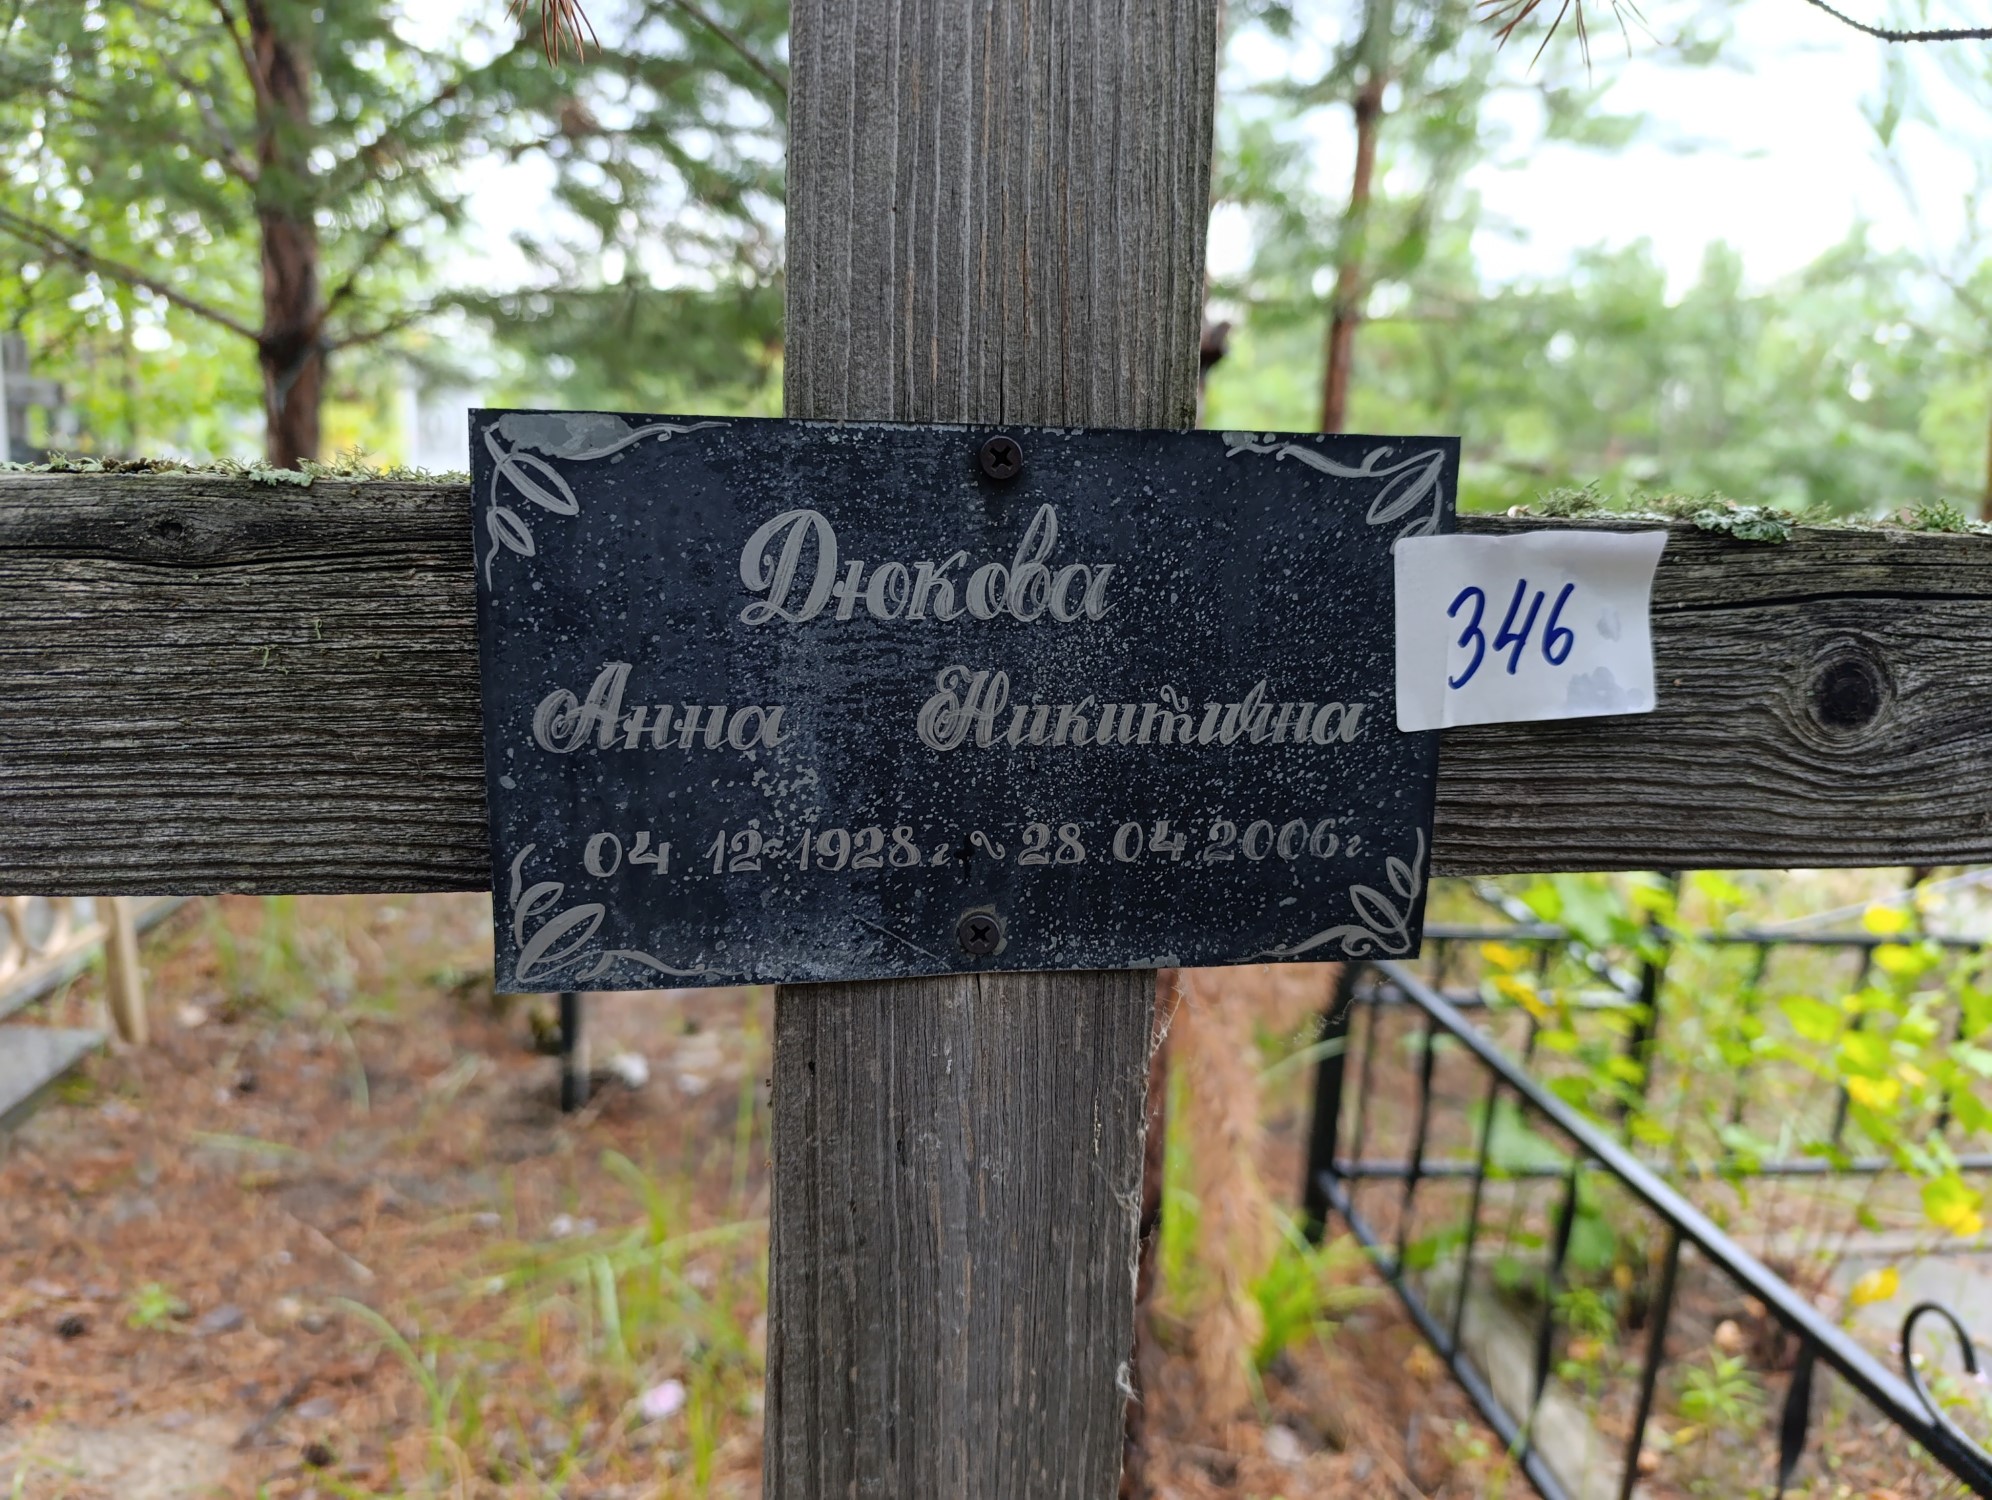 Дюкова
Анна Никитична
04.12.1928г ~ 28.04.2006г
346